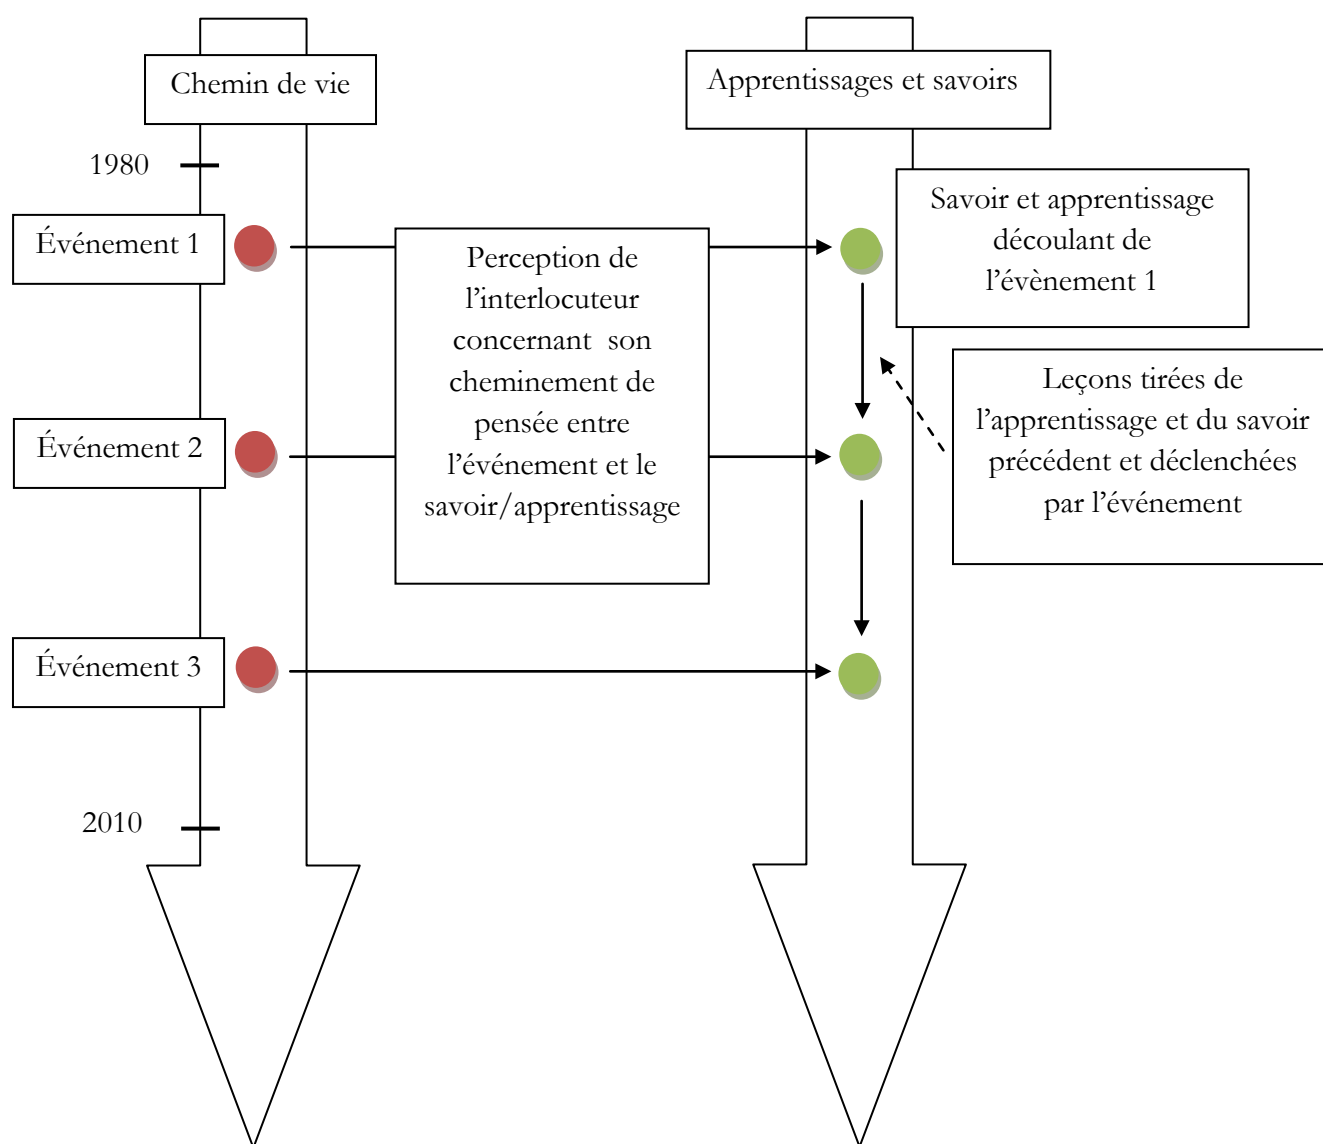 Chemin de vie
Apprentissages et savoirs
1980
Événement 1
Perception de
l’interlocuteur
concernant  son
cheminement de
pensée entre
l’événement et le
savoir/apprentissage
Savoir et apprentissage
découlant de
l’évènement 1
Leçons tirées de
l’apprentissage et du savoir
précédent et déclenchées
par l’événement
Événement 2
Événement 3
2010